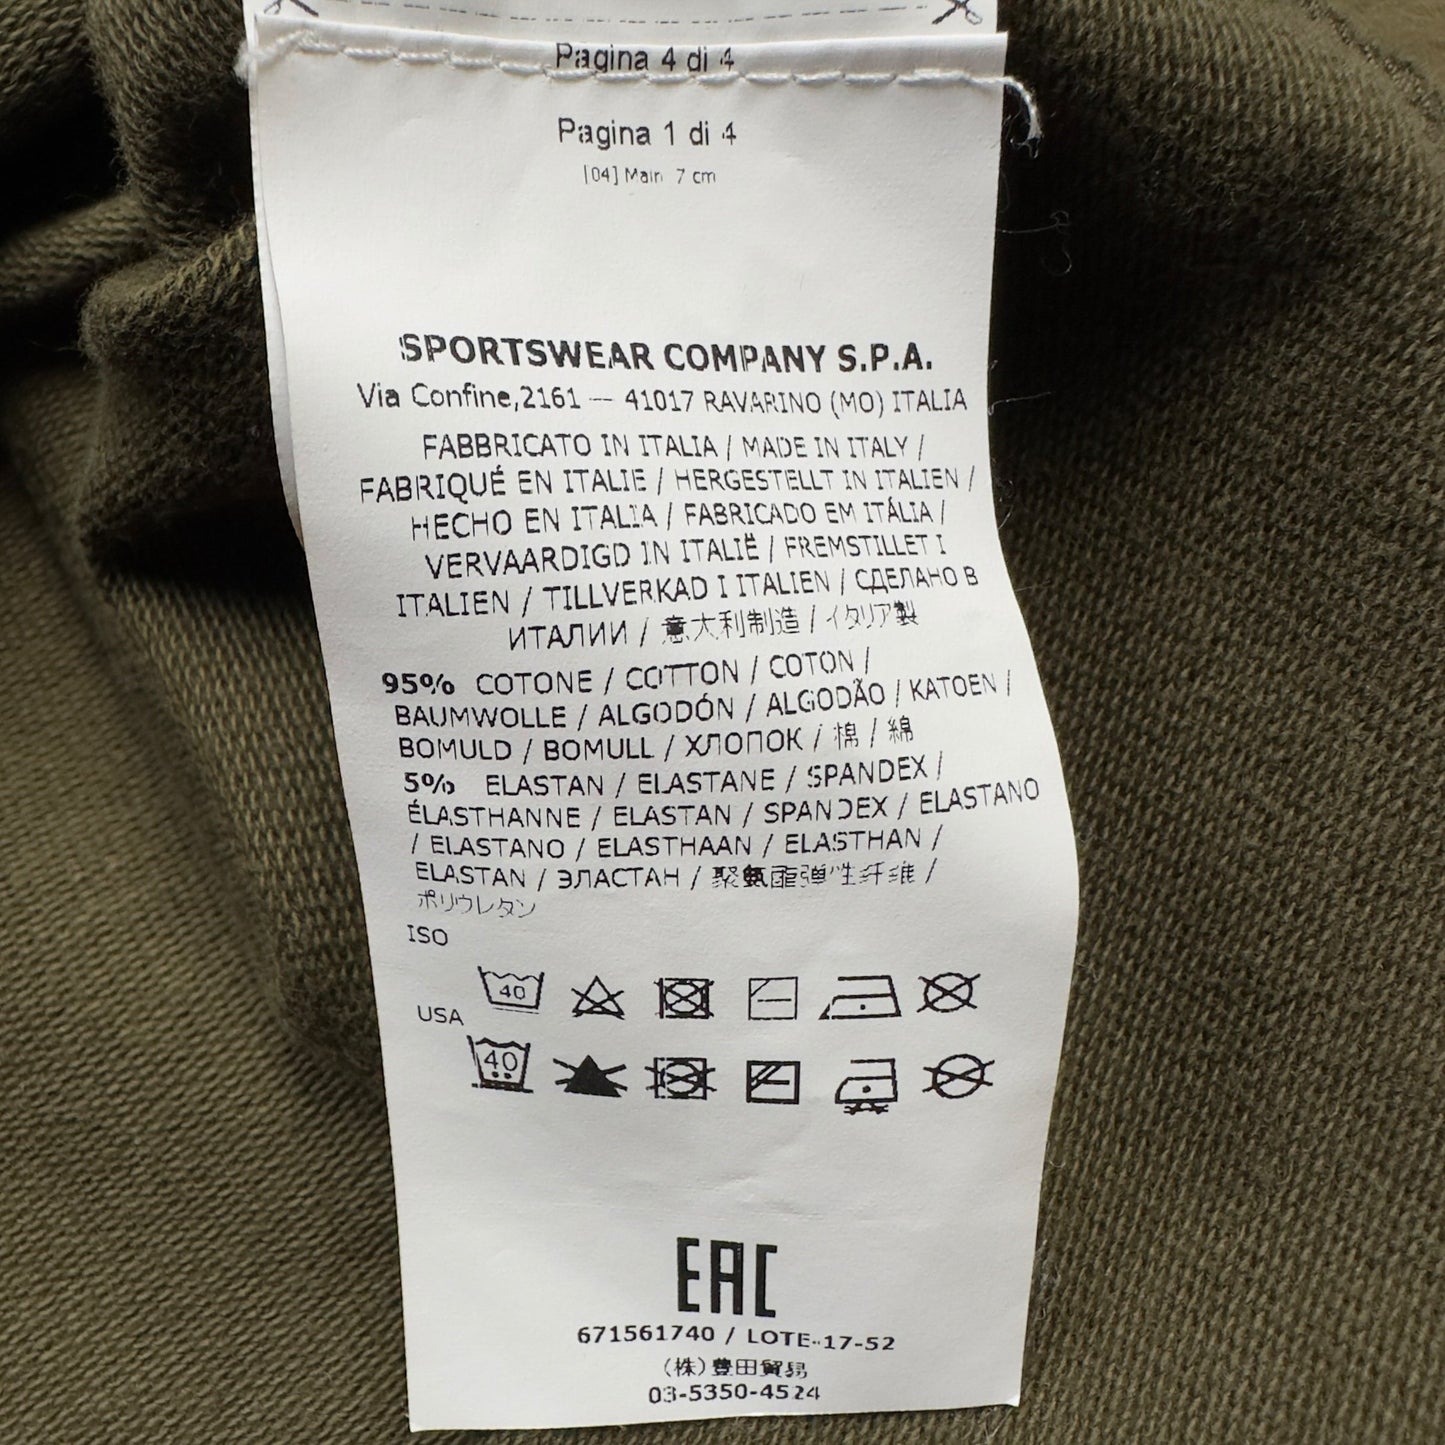 Pagina 4 di 4
Pagina 1 di 4
[04] Main 7 cm
SPORTSWEAR COMPANY S.P.A.
Via Confine,2161 — 41017 RAVARINO (MO) ITALIA
FABBRICATO IN ITALIA / MADE IN ITALY /
FABRIQUÉ EN ITALIE / HERGESTELLT IN ITALIEN /
HECHO EN ITALIA / FABRICADO EM ITÁLIA /
VERVAARDIGD IN ITALIË / FREMSTILLET I
ITALIEN / TILLVERKAD I ITALIEN / СДЕЛАНО В
ИТАЛИИ / 意大利制造 / イタリア製
95% COTONE / COTTON / COTON /
BAUMWOLLE / ALGODÓN / ALGODÃO / KATOEN /
BOMULD / BOMULL / ХЛОПОК / 棉 / 綿
5% ELASTAN / ELASTANE / SPANDEX /
ÉLASTHANNE / ELASTAN / SPANDEX / ELASTANO
/ ELASTANO / ELASTHAAN / ELASTHAN /
ELASTAN / ЭЛАСТАН / 聚氨酯弹性纤维 /
ポリウレタン
ISO
40
USA
40
EAC
671561740 / LOTE-17-52
(株)豊田貿易
03-5350-4524